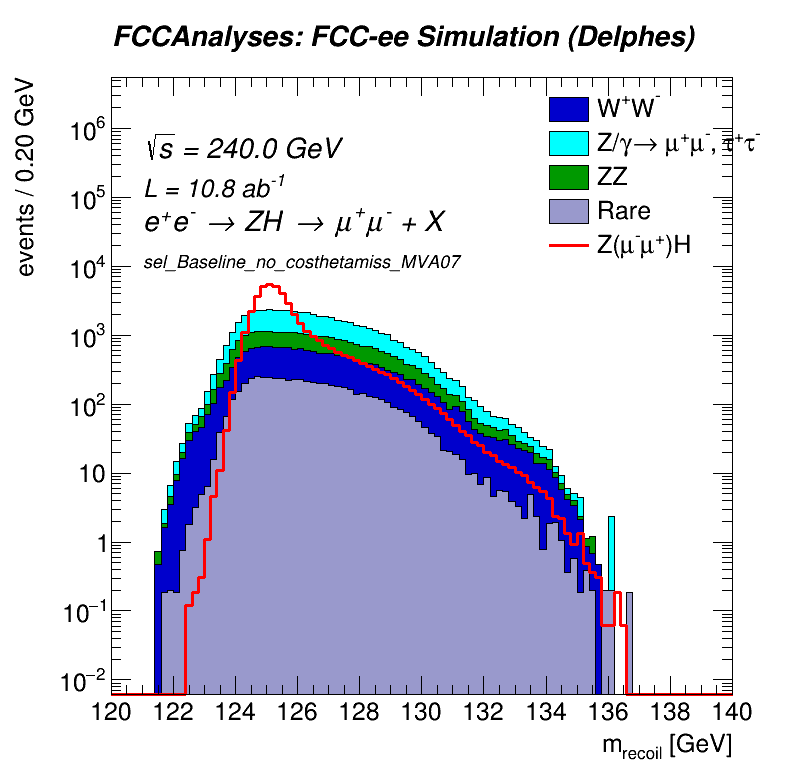 FCCAnalyses: FCC-ee Simulation (Delphes)
events / 0.20 GeV
10⁶
10⁵
10⁴
10³
10²
10
1
10⁻¹
10⁻²
√s = 240.0 GeV
L = 10.8 ab⁻¹
e⁺e⁻ → ZH → μ⁺μ⁻ + X
sel_Baseline_no_costhetamiss_MVA07
W⁺W⁻
Z/γ→ μ⁺μ⁻, τ⁺τ⁻
ZZ
Rare
Z(μ⁻μ⁺)H
120 122 124 126 128 130 132 134 136 138 140
m_recoil [GeV]